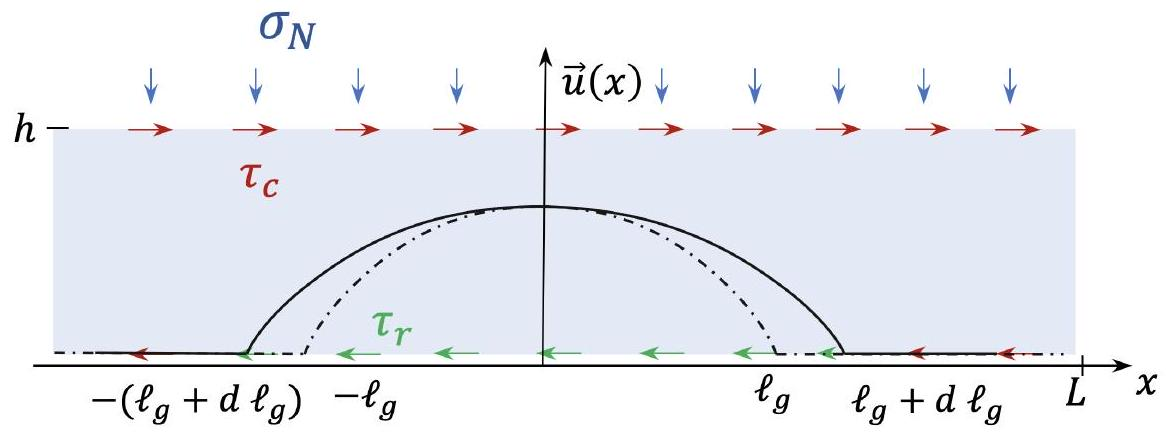 σ_N
u⃗(x)
h
τ_c
τ_r
−(ℓ_g + d ℓ_g) −ℓ_g ℓ_g ℓ_g + d ℓ_g L x